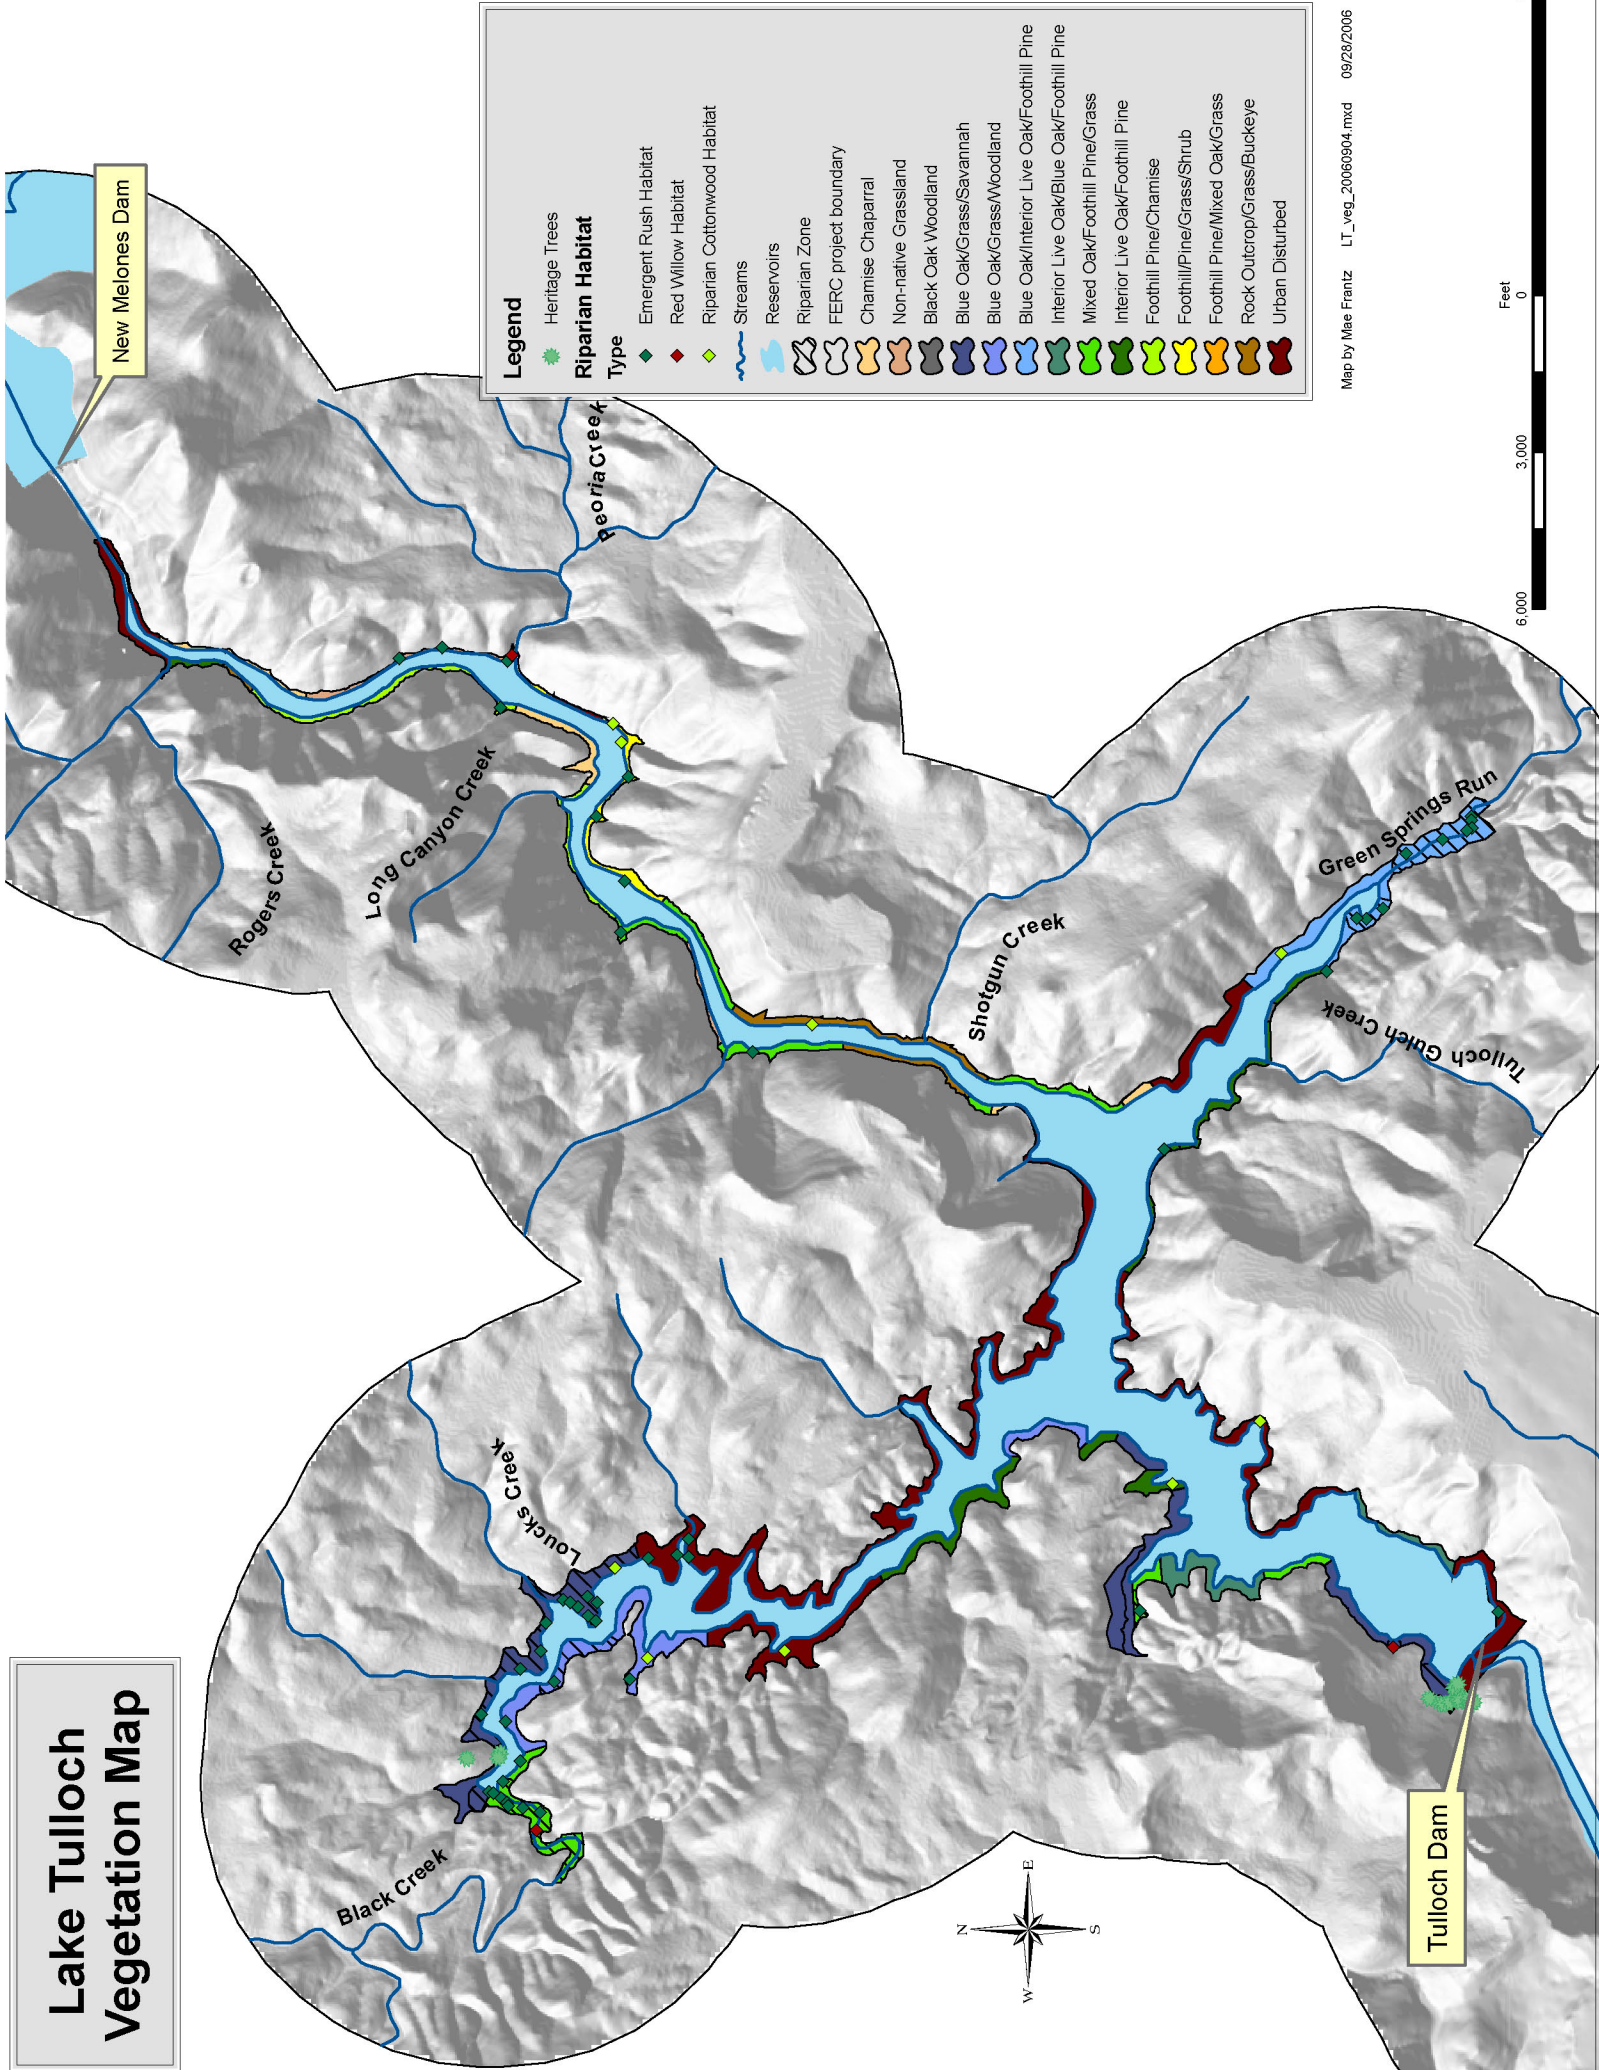 Lake Tulloch
Vegetation Map
New Melones Dam
Rogers Creek
Long Canyon Creek
Peoria Creek
Loucks Creek
Black Creek
Shotgun Creek
Green Springs Run
Tulloch Gulch Creek
Tulloch Dam
N
W
E
S
Legend
Heritage Trees
Riparian Habitat
Type
Emergent Rush Habitat
Red Willow Habitat
Riparian Cottonwood Habitat
Streams
Reservoirs
Riparian Zone
FERC project boundary
Chamise Chaparral
Non-native Grassland
Black Oak Woodland
Blue Oak/Grass/Savannah
Blue Oak/Grass/Woodland
Blue Oak/Interior Live Oak/Foothill Pine
Interior Live Oak/Blue Oak/Foothill Pine
Mixed Oak/Foothill Pine/Grass
Interior Live Oak/Foothill Pine
Foothill Pine/Chamise
Foothill/Pine/Grass/Shrub
Foothill Pine/Mixed Oak/Grass
Rock Outcrop/Grass/Buckeye
Urban Disturbed
Map by Mae Frantz LT_veg_20060904.mxd 09/28/2006
Feet
6,000 3,000 0